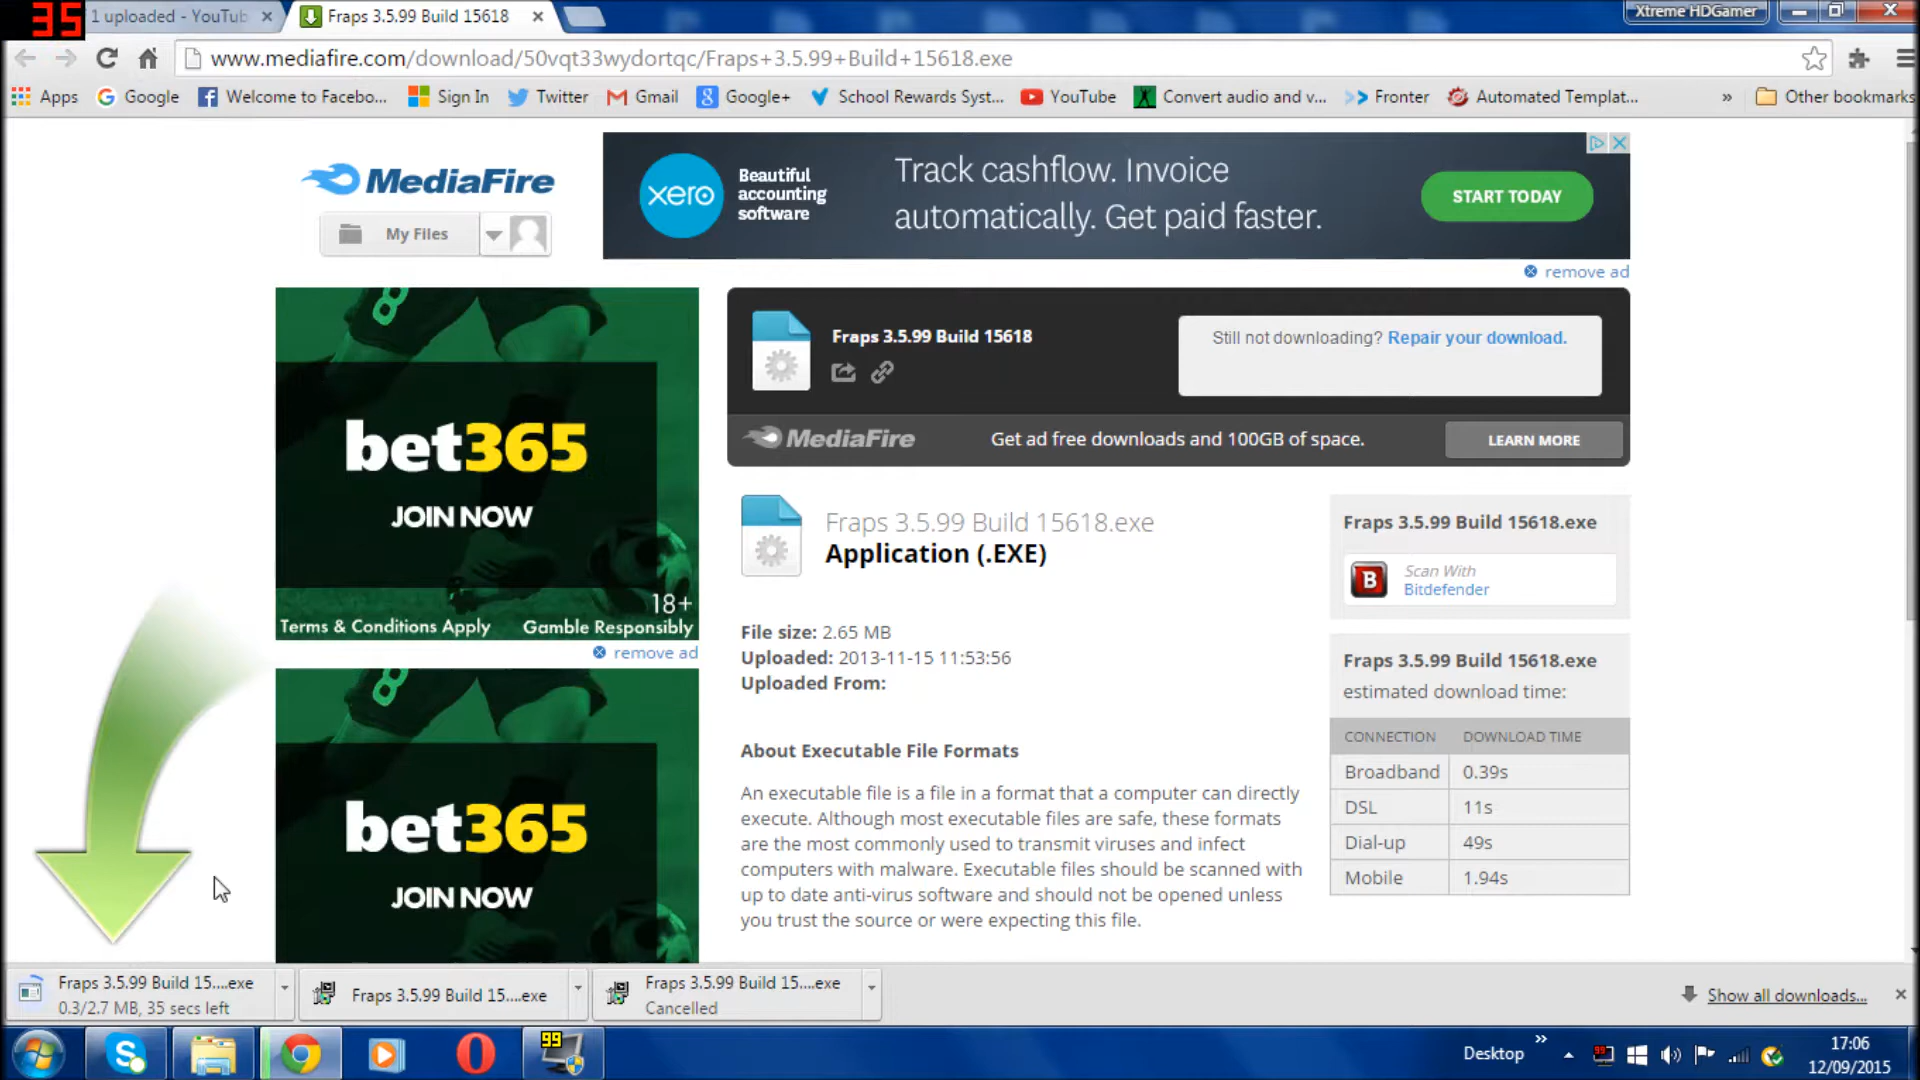 35
1 uploaded - YouTub
Fraps 3.5.99 Build 15618
Xtreme HDGamer
www.mediafire.com/download/50vqt33wydortqc/Fraps+3.5.99+Build+15618.exe
Apps
Google
Welcome to Facebo...
Sign In
Twitter
Gmail
Google+
School Rewards Syst...
YouTube
Convert audio and v...
Fronter
Automated Templat...
»
Other bookmarks
MediaFire
My Files
xero
Beautiful
accounting
software
Track cashflow. Invoice
automatically. Get paid faster.
START TODAY
remove ad
8
bet365
JOIN NOW
18+
Terms & Conditions Apply
Gamble Responsibly
remove ad
8
bet365
JOIN NOW
Fraps 3.5.99 Build 15618
Still not downloading? Repair your download.
MediaFire
Get ad free downloads and 100GB of space.
LEARN MORE
Fraps 3.5.99 Build 15618.exe
Application (.EXE)
File size: 2.65 MB
Uploaded: 2013-11-15 11:53:56
Uploaded From:
About Executable File Formats
An executable file is a file in a format that a computer can directly
execute. Although most executable files are safe, these formats
are the most commonly used to transmit viruses and infect
computers with malware. Executable files should be scanned with
up to date anti-virus software and should not be opened unless
you trust the source or were expecting this file.
Fraps 3.5.99 Build 15618.exe
B
Scan With
Bitdefender
Fraps 3.5.99 Build 15618.exe
estimated download time:
CONNECTION DOWNLOAD TIME
Broadband 0.39s
DSL 11s
Dial-up 49s
Mobile 1.94s
Fraps 3.5.99 Build 15....exe
0.3/2.7 MB, 35 secs left
Fraps 3.5.99 Build 15....exe
Fraps 3.5.99 Build 15....exe
Cancelled
Show all downloads...
99
Desktop
»
99
17:06
12/09/2015